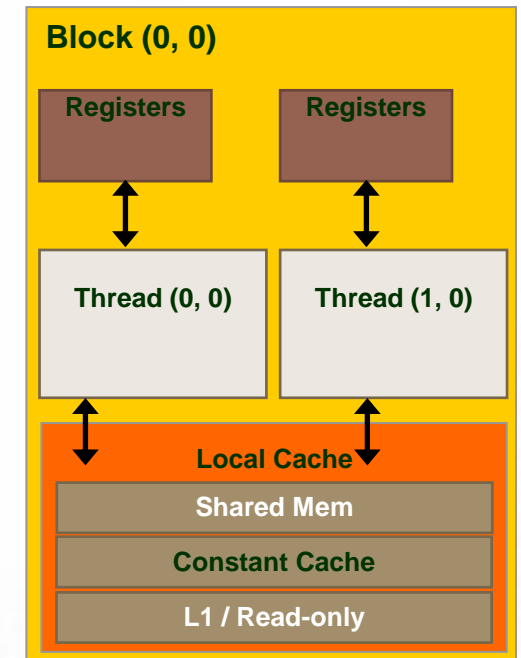 Block (0, 0)
Registers Registers
Thread (0, 0) Thread (1, 0)
Local Cache
Shared Mem
Constant Cache
L1 / Read-only